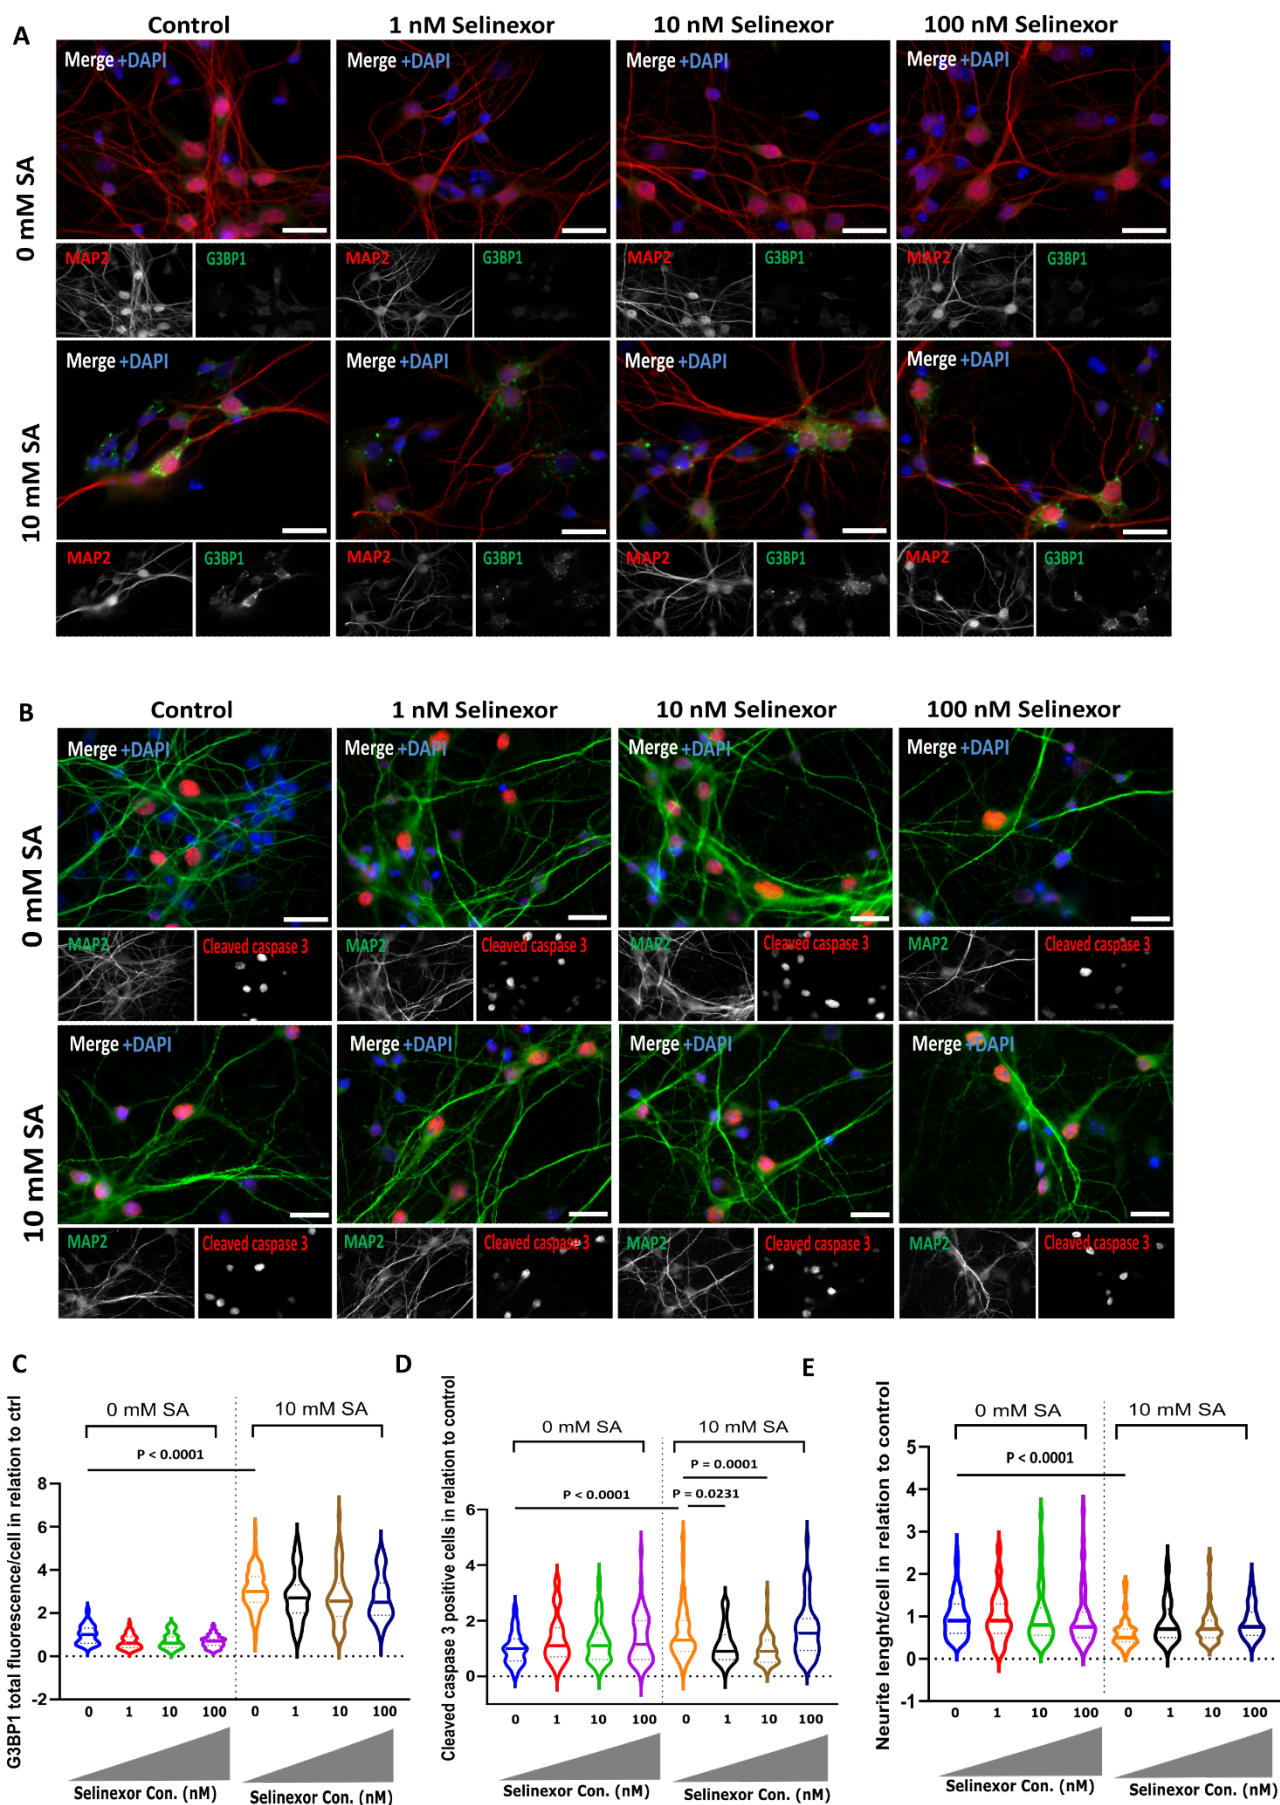 A
Control
1 nM Selinexor
10 nM Selinexor
100 nM Selinexor
0 mM SA
Merge +DAPI
Merge +DAPI
Merge +DAPI
Merge +DAPI
MAP2
G3BP1
MAP2
G3BP1
MAP2
G3BP1
MAP2
G3BP1
10 mM SA
Merge +DAPI
Merge +DAPI
Merge +DAPI
Merge +DAPI
MAP2
G3BP1
MAP2
G3BP1
MAP2
G3BP1
MAP2
G3BP1
B
Control
1 nM Selinexor
10 nM Selinexor
100 nM Selinexor
0 mM SA
Merge +DAPI
Merge +DAPI
Merge +DAPI
Merge +DAPI
MAP2
Cleaved caspase 3
MAP2
Cleaved caspase 3
MAP2
Cleaved caspase 3
MAP2
Cleaved caspase 3
10 mM SA
Merge +DAPI
Merge +DAPI
Merge +DAPI
Merge +DAPI
MAP2
Cleaved caspase 3
MAP2
Cleaved caspase 3
MAP2
Cleaved caspase 3
MAP2
Cleaved caspase 3
C
G3BP1 total fluorescence/cell in relation to ctrl
0 mM SA
10 mM SA
P < 0.0001
8
6
4
2
0
-2
0 1 10 100
0 1 10 100
Selinexor Con. (nM)
Selinexor Con. (nM)
D
Cleaved caspase 3 positive cells in relation to control
0 mM SA
10 mM SA
P = 0.0001
P < 0.0001
P = 0.0231
6
4
2
0
0 1 10 100
0 1 10 100
Selinexor Con. (nM)
Selinexor Con. (nM)
E
Neurite lenght/cell in relation to control
0 mM SA
10 mM SA
P < 0.0001
5
4
3
2
1
0
-1
0 1 10 100
0 1 10 100
Selinexor Con. (nM)
Selinexor Con. (nM)